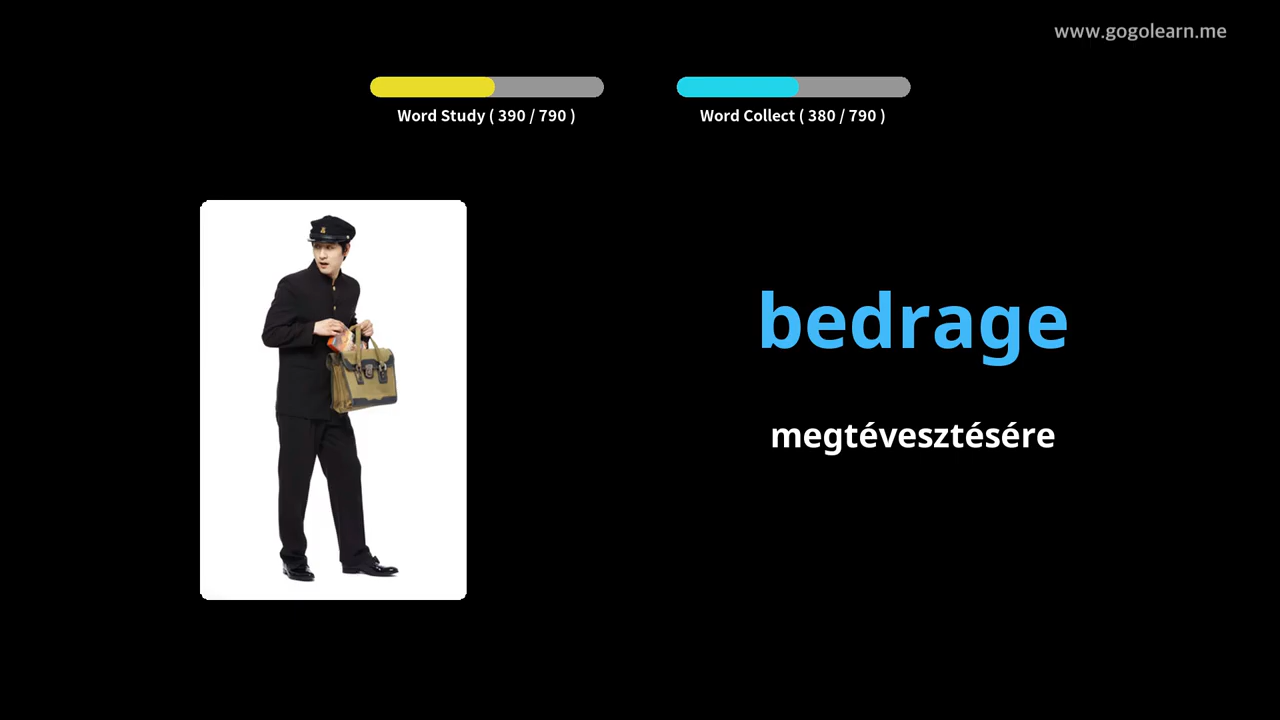 www.gogolearn.me
Word Study ( 390 / 790 )
Word Collect ( 380 / 790 )
bedrage
megtévesztésére